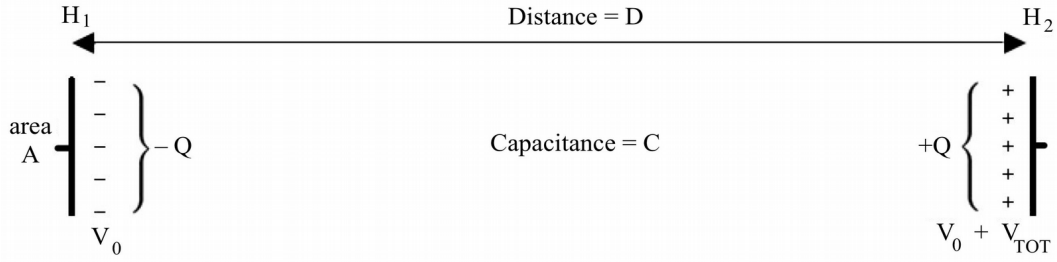 H1 Distance = D H2
area
A
– Q
Capacitance = C
+Q
V0
V0 + VTOT